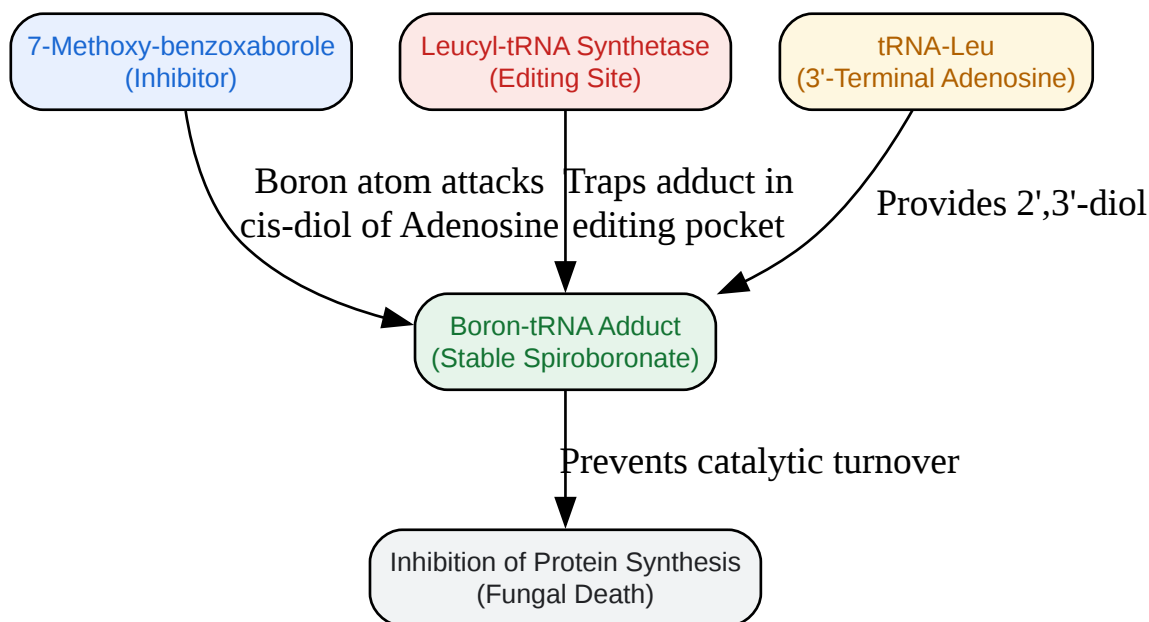 7-Methoxy-benzoxaborole
(Inhibitor)
Leucyl-tRNA Synthetase
(Editing Site)
tRNA-Leu
(3'-Terminal Adenosine)
Boron atom attacks
cis-diol of Adenosine
Traps adduct in
editing pocket
Provides 2',3'-diol
Boron-tRNA Adduct
(Stable Spiroboronate)
Prevents catalytic turnover
Inhibition of Protein Synthesis
(Fungal Death)